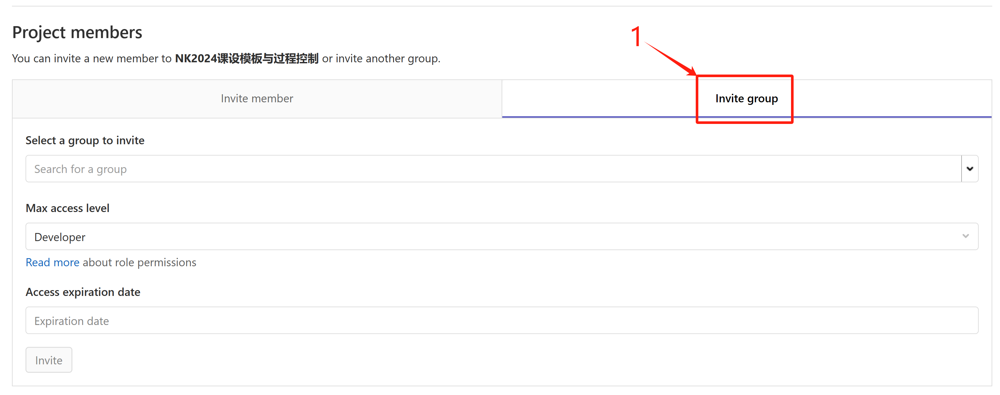 Project members
1
You can invite a new member to NK2024课设模板与过程控制 or invite another group.
Invite member
Invite group
Select a group to invite
Search for a group
Max access level
Developer
Read more about role permissions
Access expiration date
Expiration date
Invite